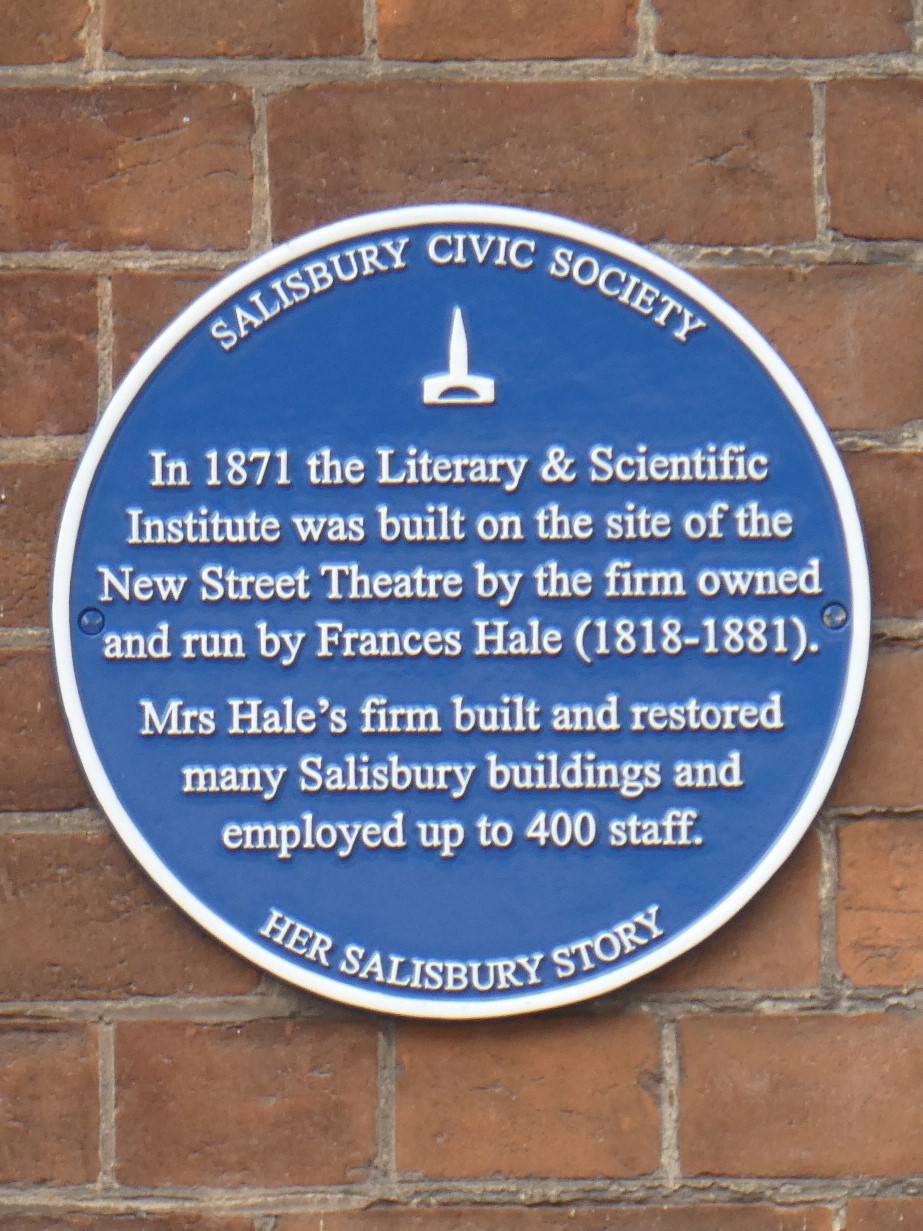 SALISBURY CIVIC SOCIETY
In 1871 the Literary & Scientific
Institute was built on the site of the
New Street Theatre by the firm owned
and run by Frances Hale (1818-1881).
Mrs Hale's firm built and restored
many Salisbury buildings and
employed up to 400 staff.
HER SALISBURY STORY